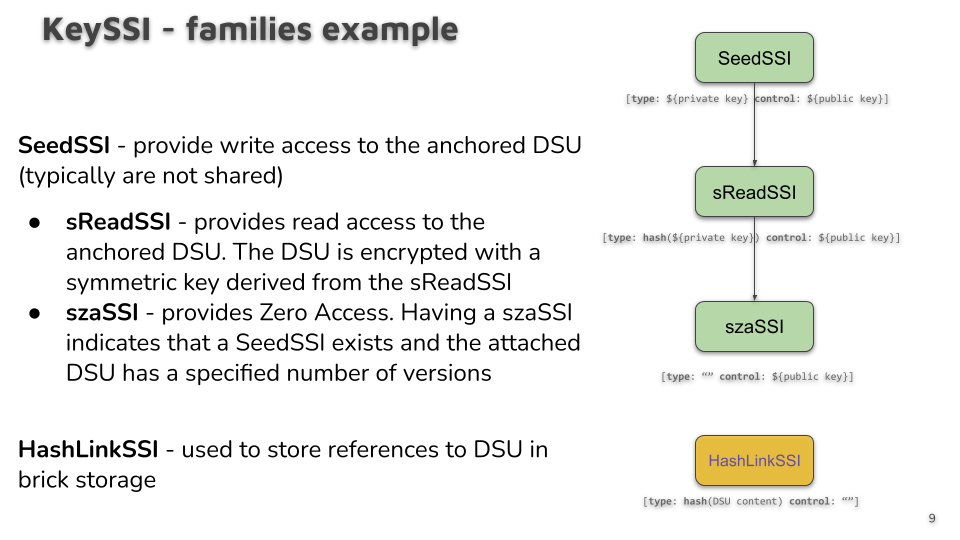 KeySSI - families example
SeedSSI - provide write access to the anchored DSU
(typically are not shared)
● sReadSSI - provides read access to the
anchored DSU. The DSU is encrypted with a
symmetric key derived from the sReadSSI
● szaSSI - provides Zero Access. Having a szaSSI
indicates that a SeedSSI exists and the attached
DSU has a specified number of versions
HashLinkSSI - used to store references to DSU in
brick storage
SeedSSI
[type: ${private key} control: ${public key}]
sReadSSI
[type: hash(${private key}) control: ${public key}]
szaSSI
[type: “” control: ${public key}]
HashLinkSSI
[type: hash(DSU content) control: “”]
9